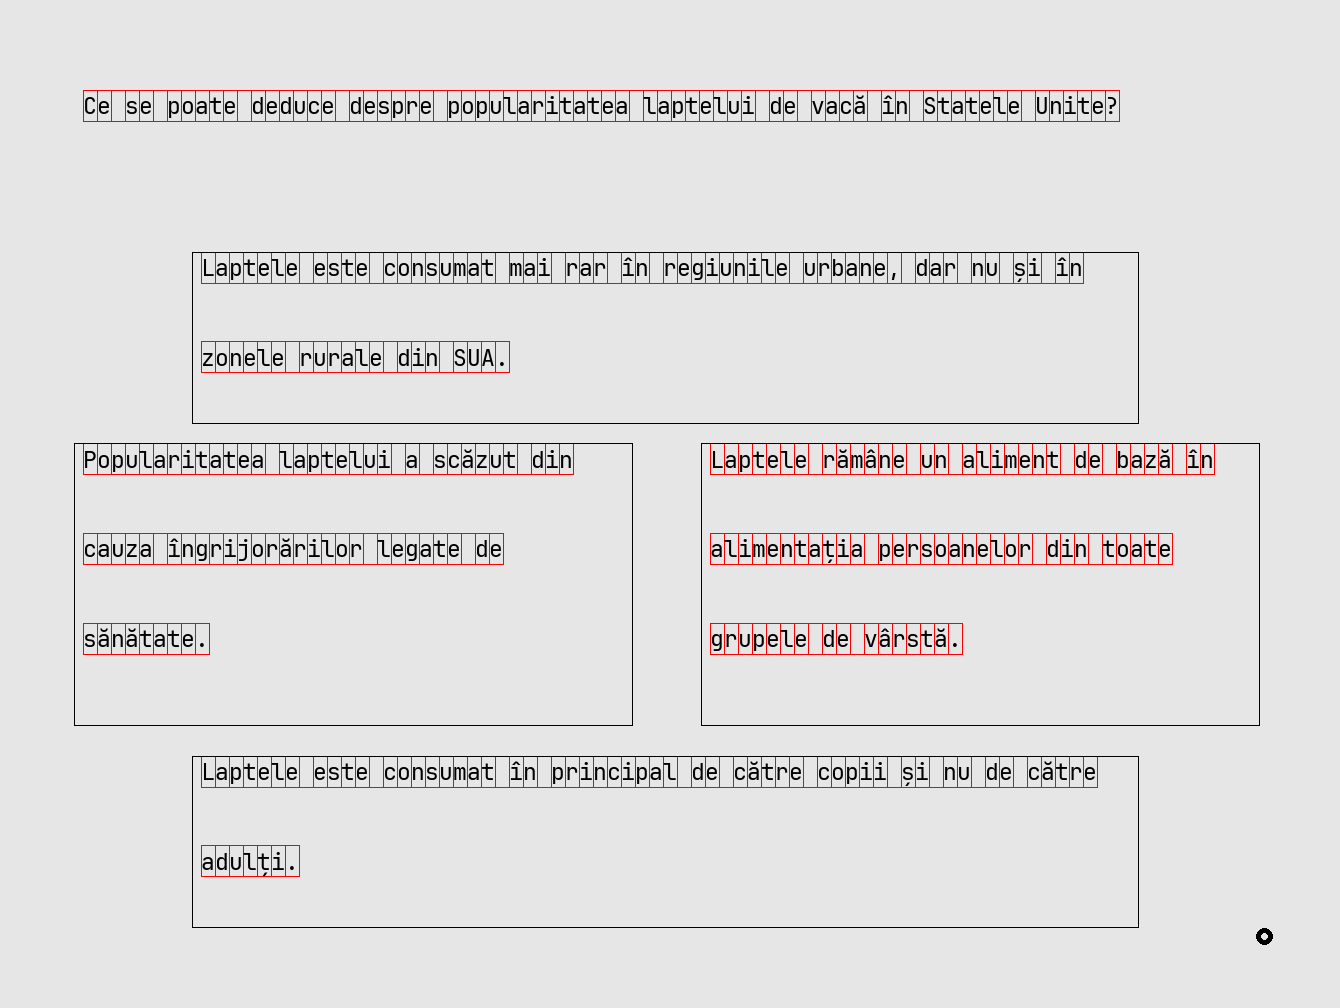 Ce se poate deduce despre popularitatea laptelui de vacă în Statele Unite?
Laptele este consumat mai rar în regiunile urbane, dar nu și în
zonele rurale din SUA.
Popularitatea laptelui a scăzut din
cauza îngrijorărilor legate de
sănătate.
Laptele rămâne un aliment de bază în
alimentația persoanelor din toate
grupele de vârstă.
Laptele este consumat în principal de către copii și nu de către
adulți.